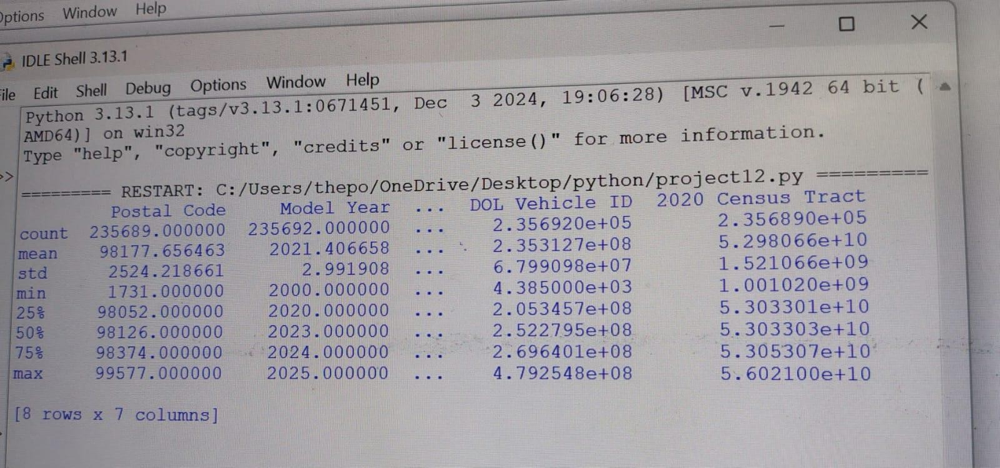 Options Window Help
IDLE Shell 3.13.1
File Edit Shell Debug Options Window Help
Python 3.13.1 (tags/v3.13.1:0671451, Dec  3 2024, 19:06:28) [MSC v.1942 64 bit (
AMD64)] on win32
Type "help", "copyright", "credits" or "license()" for more information.
>>
========= RESTART: C:/Users/thepo/OneDrive/Desktop/python/project12.py =========
         Postal Code     Model Year  ...  DOL Vehicle ID  2020 Census Tract
count  235689.000000  235692.000000  ...    2.356920e+05       2.356890e+05
mean    98177.656463    2021.406658  ...    2.353127e+08       5.298066e+10
std      2524.218661       2.991908  ...    6.799098e+07       1.521066e+09
min      1731.000000    2000.000000  ...    4.385000e+03       1.001020e+09
25%     98052.000000    2020.000000  ...    2.053457e+08       5.303301e+10
50%     98126.000000    2023.000000  ...    2.522795e+08       5.303303e+10
75%     98374.000000    2024.000000  ...    2.696401e+08       5.305307e+10
max     99577.000000    2025.000000  ...    4.792548e+08       5.602100e+10
[8 rows x 7 columns]